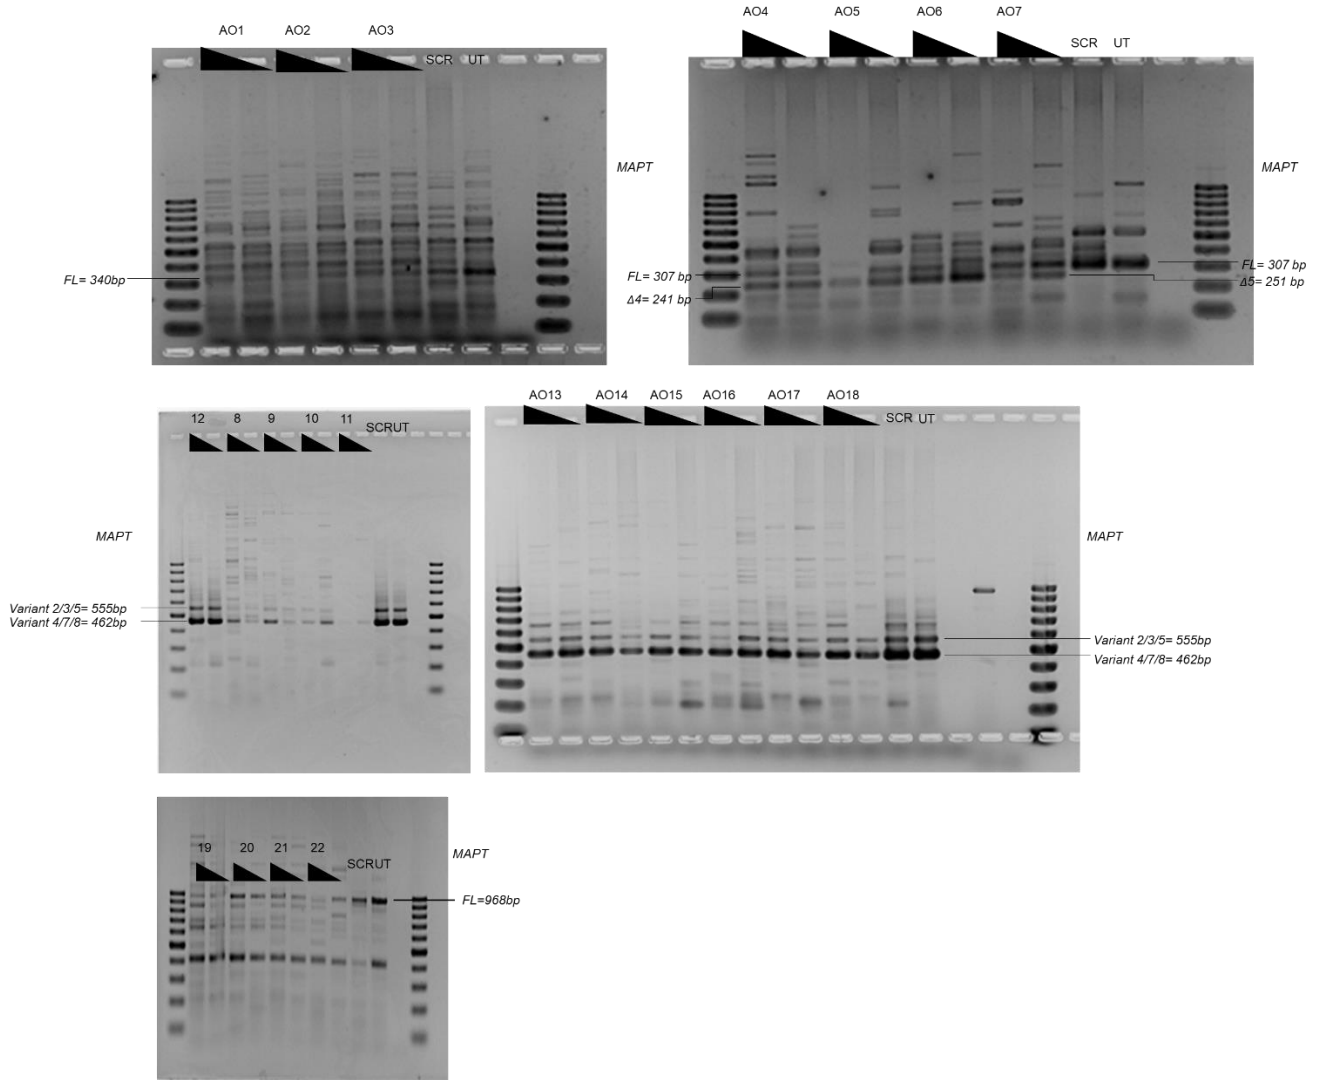 AO1 AO2 AO3 SCR UT
MAPT
FL= 340bp
AO4 AO5 AO6 AO7 SCR UT
MAPT
FL= 307 bp
Δ4= 241 bp
FL= 307 bp
Δ5= 251 bp
12 8 9 10 11 SCRUT
MAPT
Variant 2/3/5= 555bp
Variant 4/7/8= 462bp
AO13 AO14 AO15 AO16 AO17 AO18 SCR UT
MAPT
Variant 2/3/5= 555bp
Variant 4/7/8= 462bp
19 20 21 22 SCRUT
MAPT
FL=968bp